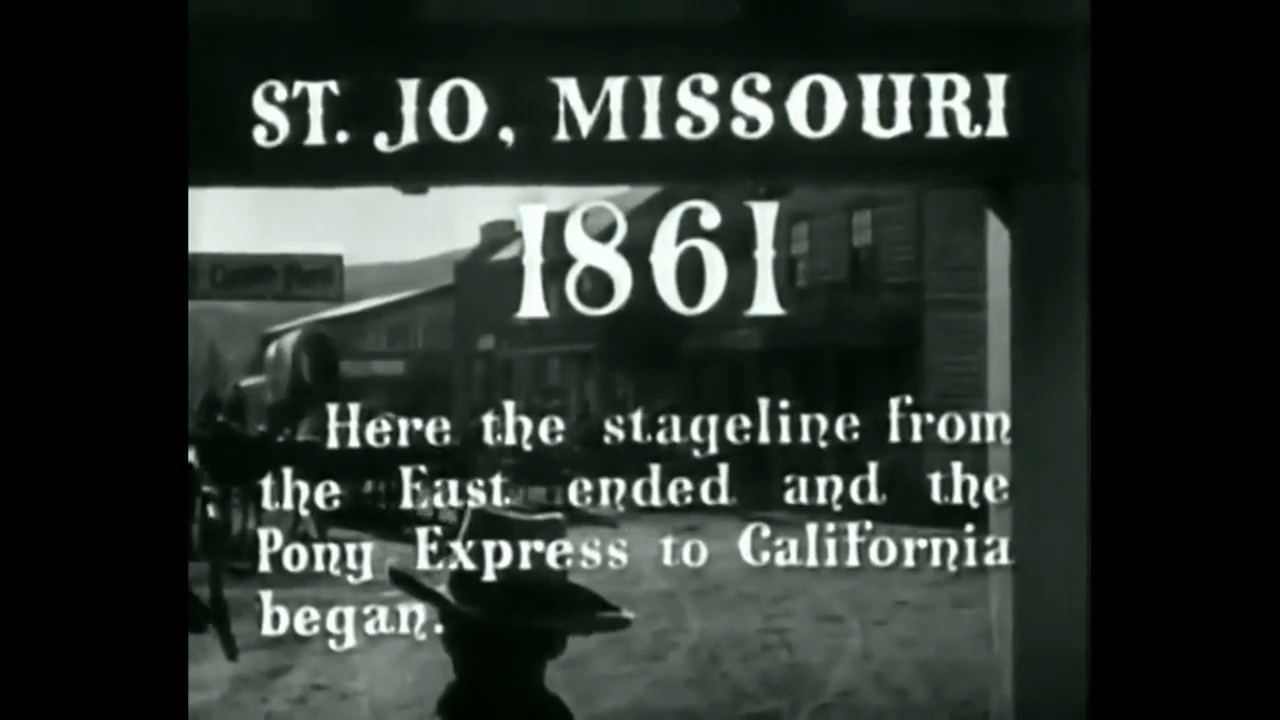 ST. JO, MISSOURI
1861
Here the stageline from
the East ended and the
Pony Express to California
began.